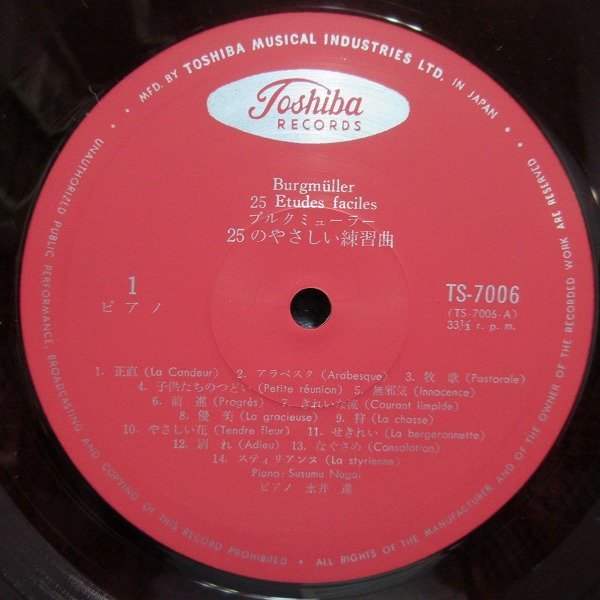 • MFD. BY TOSHIBA MUSICAL INDUSTRIES LTD. IN JAPAN •
Toshiba
RECORDS
Burgmüller
25 Etudes faciles
ブルクミューラー
25のやさしい練習曲
1
ピアノ
TS-7006
(TS-7006-A)
33⅓ r. p. m.
1. 正直 (La Candeur) 2. アラベスク (Arabesque) 3. 牧歌 (Pastorale)
4. 子供たちのつどい (Petite réunion) 5. 無邪気 (Innocence)
6. 前進 (Progrès) 7. きれいな流 (Courant limpide)
8. 優美 (La gracieuse) 9. 狩 (La chasse)
10. やさしい花 (Tendre fleur) 11. せきれい (La bergeronnette)
12. 別れ (Adieu) 13. なぐさめ (Consolation)
14. スティリアンヌ (La styrienne)
Piano: Susumu Nagai
ピアノ 永井 進
UNAUTHORIZED PUBLIC PERFORMANCE, BROADCASTING AND COPYING OF THIS RECORD PROHIBITED • ALL RIGHTS OF THE MANUFACTURER AND OF THE OWNER OF THE RECORDED WORK ARE RESERVED